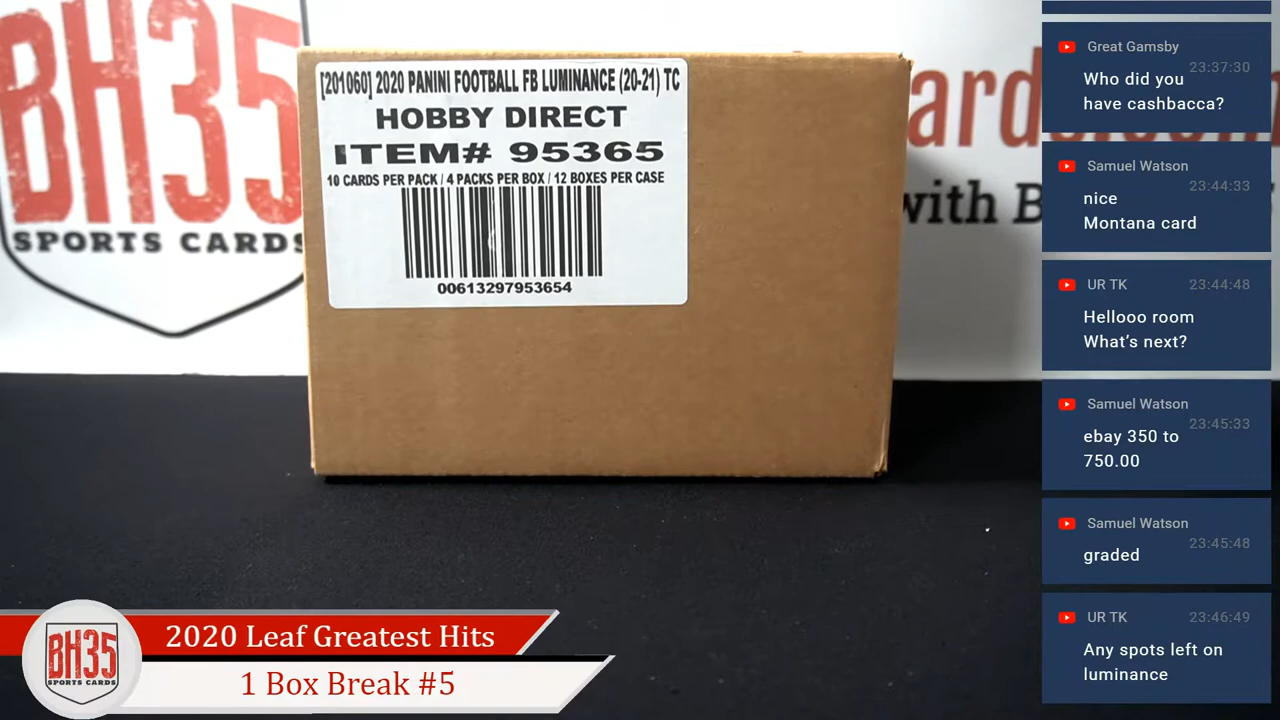 BH35
SPORTS CARDS
[201060] 2020 PANINI FOOTBALL FB LUMINANCE (20-21) TC
HOBBY DIRECT
ITEM# 95365
10 CARDS PER PACK / 4 PACKS PER BOX / 12 BOXES PER CASE
00613297953654
with B
Great Gamsby
23:37:30
Who did you
have cashbacca?
Samuel Watson
23:44:33
nice
Montana card
UR TK
23:44:48
Hellooo room
What's next?
Samuel Watson
23:45:33
ebay 350 to
750.00
Samuel Watson
23:45:48
graded
UR TK
23:46:49
Any spots left on
luminance
BH35
SPORTS CARDS
2020 Leaf Greatest Hits
1 Box Break #5